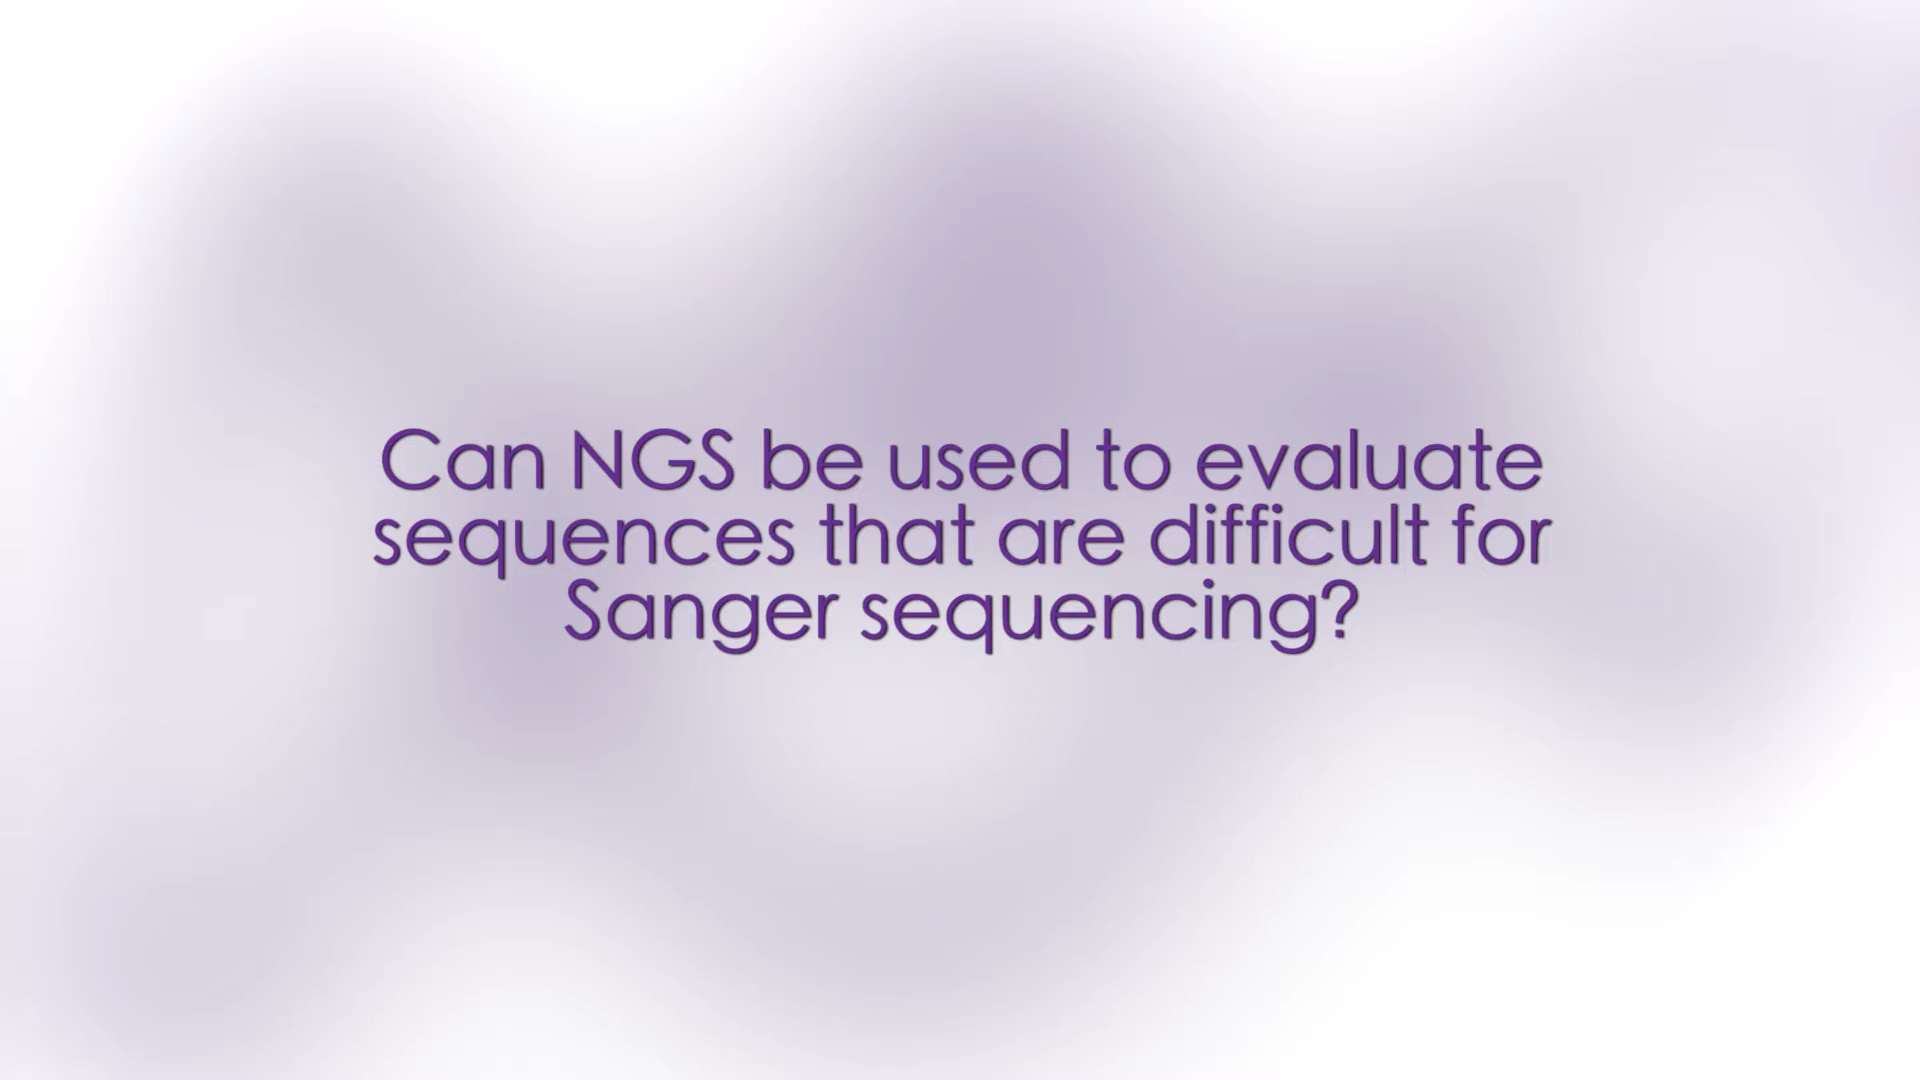 Can NGS be used to evaluate
sequences that are difficult for
Sanger sequencing?